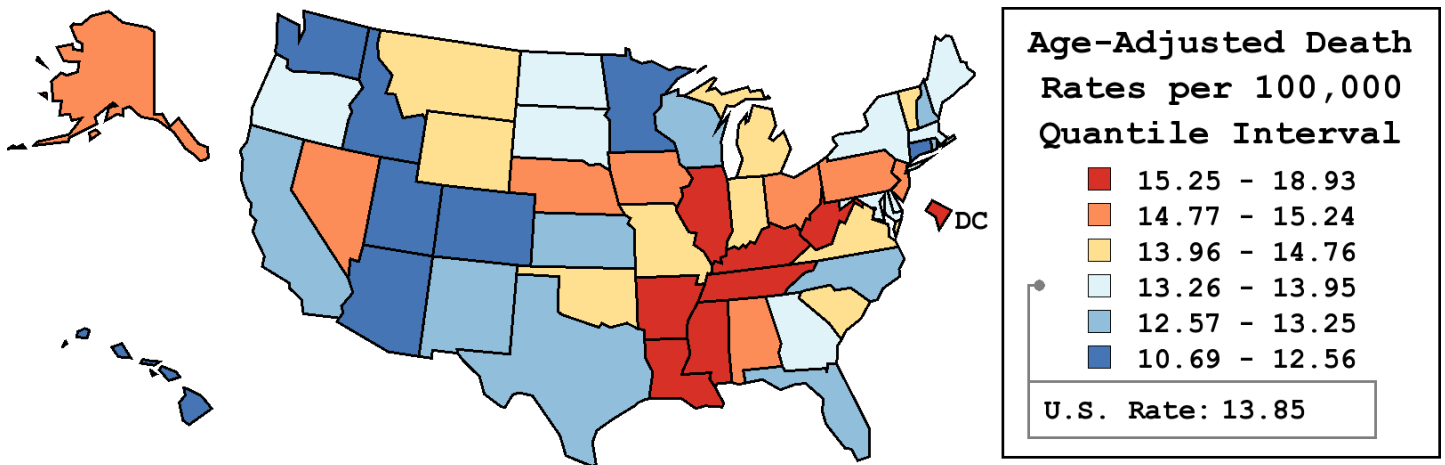 Age-Adjusted Death
Rates per 100,000
Quantile Interval
15.25 - 18.93
14.77 - 15.24
13.96 - 14.76
13.26 - 13.95
12.57 - 13.25
10.69 - 12.56
U.S. Rate: 13.85
DC